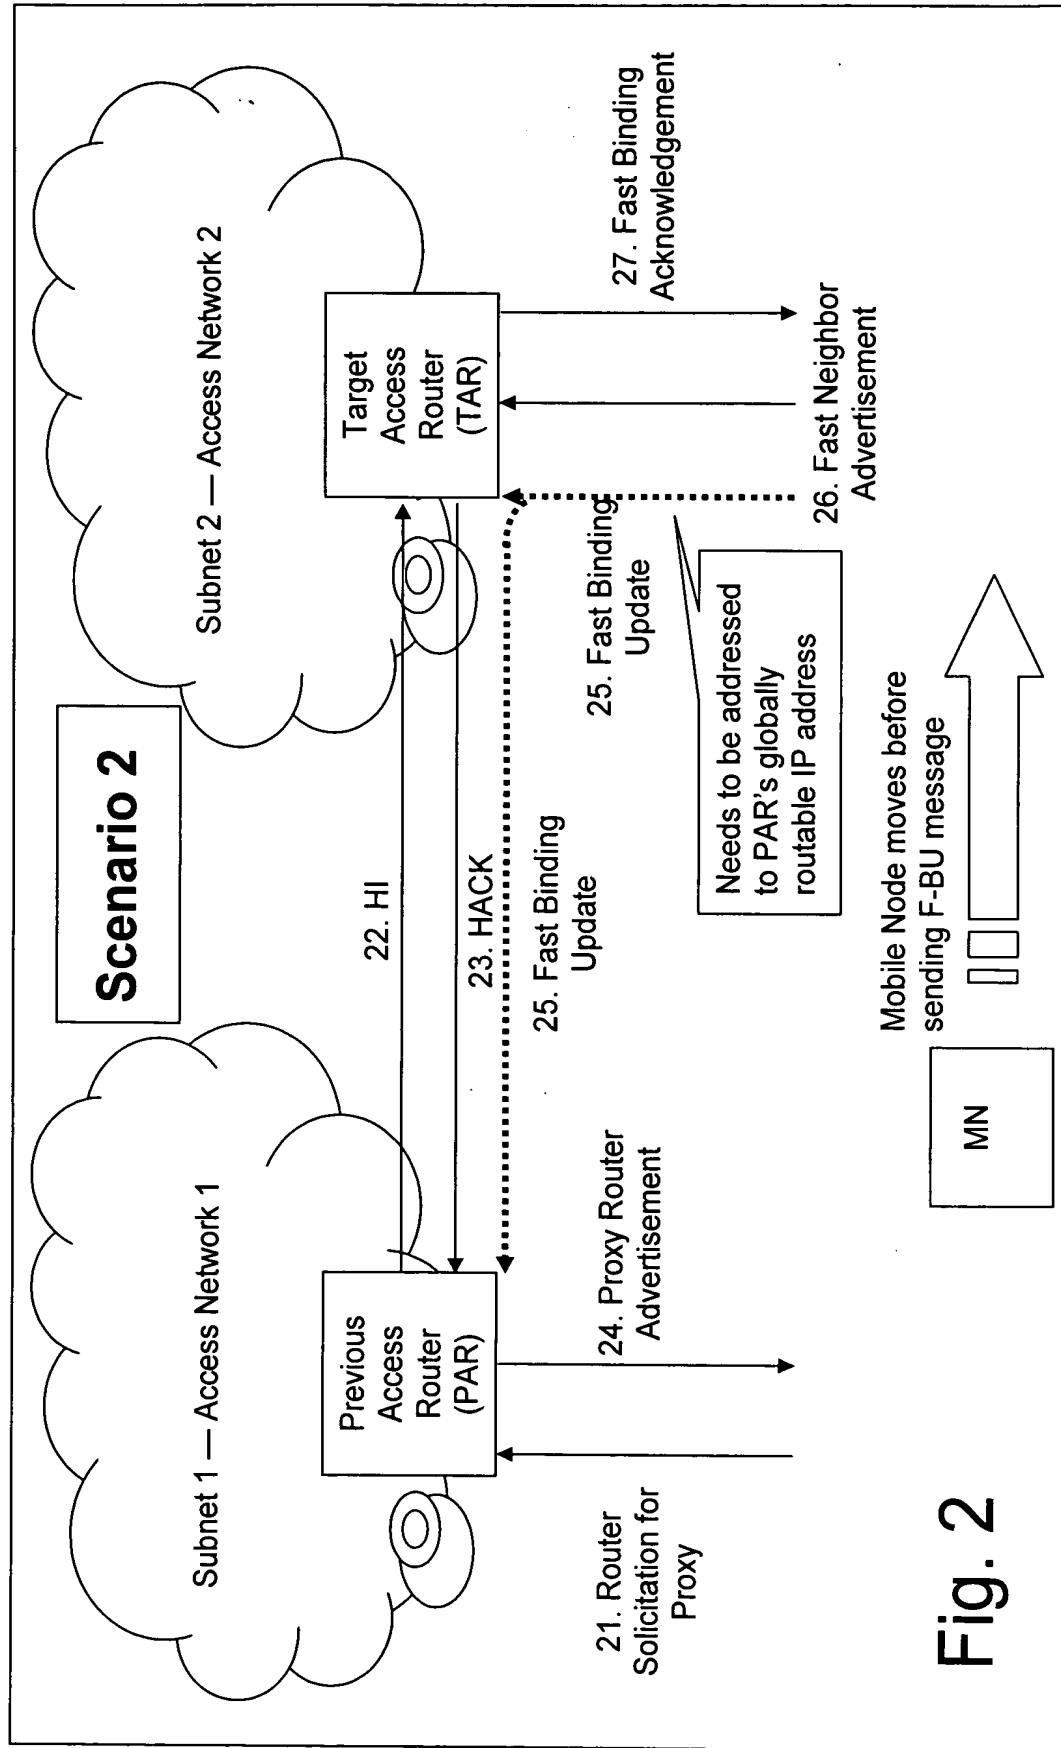 Scenario 2
Subnet 1 — Access Network 1
Subnet 2 — Access Network 2
Previous
Access
Router
(PAR)
Target
Access
Router
(TAR)
22. HI
23. HACK
25. Fast Binding
Update
21. Router
Solicitation for
Proxy
24. Proxy Router
Advertisement
25. Fast Binding
Update
27. Fast Binding
Acknowledgement
Needs to be addressed
to PAR's globally
routable IP address
26. Fast Neighbor
Advertisement
Mobile Node moves before
sending F-BU message
MN
Fig. 2